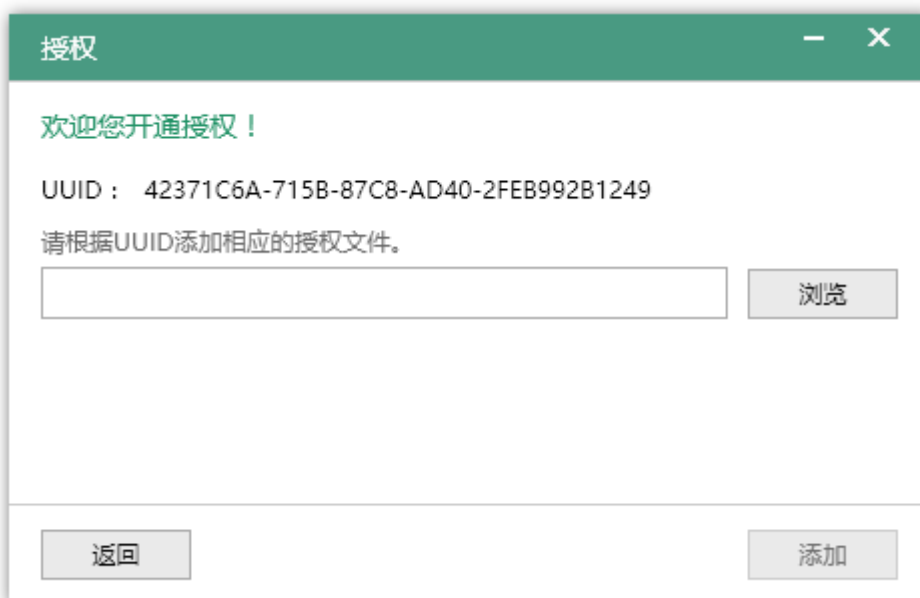 授权
欢迎您开通授权！
UUID： 42371C6A-715B-87C8-AD40-2FEB992B1249
请根据UUID添加相应的授权文件。
浏览
返回
添加